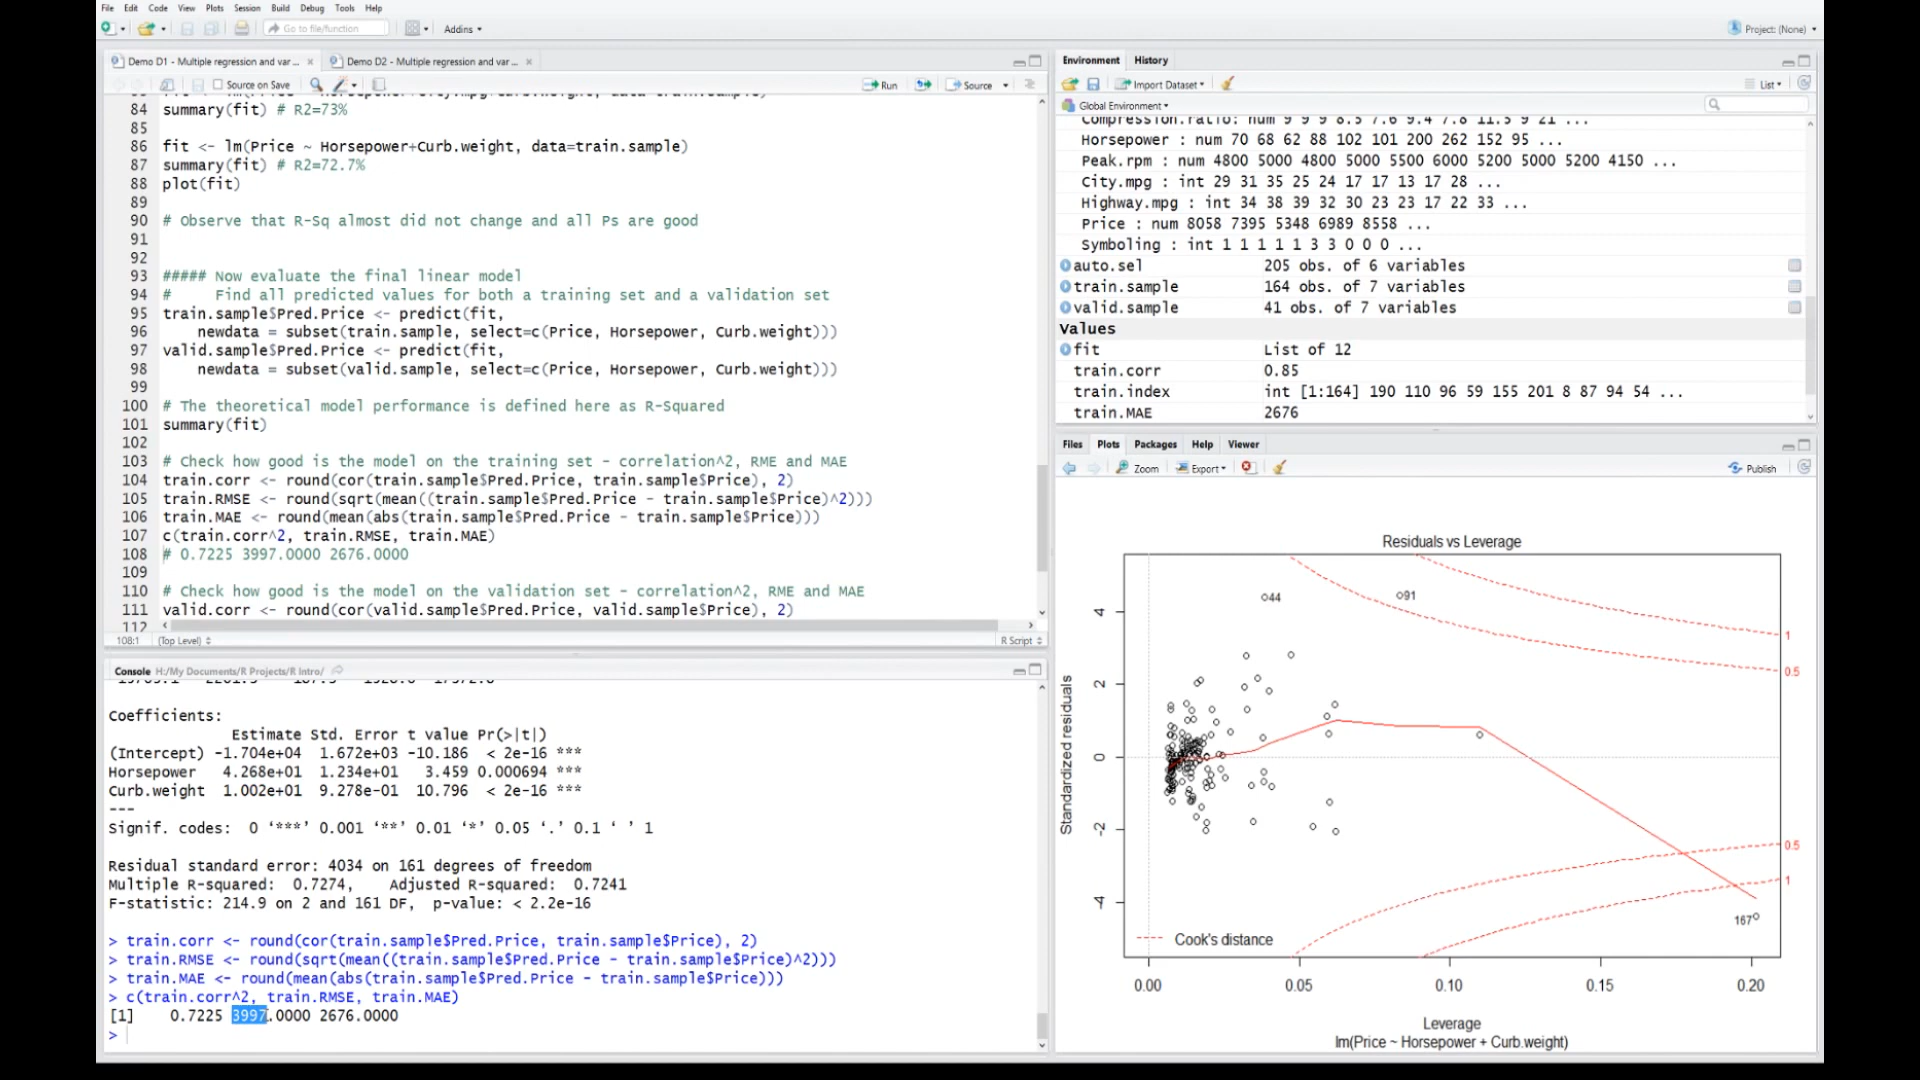 File Edit Code View Plots Session Build Debug Tools Help
Go to file/function Addins Project: (None)
Demo D1 - Multiple regression and var ... × Demo D2 - Multiple regression and var ... ×
Source on Save Run Source
84 summary(fit) # R2=73%
85
86 fit <- lm(Price ~ Horsepower+Curb.weight, data=train.sample)
87 summary(fit) # R2=72.7%
88 plot(fit)
89
90 # Observe that R-Sq almost did not change and all Ps are good
91
92
93 ##### Now evaluate the final linear model
94 #     Find all predicted values for both a training set and a validation set
95 train.sample$Pred.Price <- predict(fit,
96     newdata = subset(train.sample, select=c(Price, Horsepower, Curb.weight)))
97 valid.sample$Pred.Price <- predict(fit,
98     newdata = subset(valid.sample, select=c(Price, Horsepower, Curb.weight)))
99
100 # The theoretical model performance is defined here as R-Squared
101 summary(fit)
102
103 # Check how good is the model on the training set - correlation^2, RME and MAE
104 train.corr <- round(cor(train.sample$Pred.Price, train.sample$Price), 2)
105 train.RMSE <- round(sqrt(mean((train.sample$Pred.Price - train.sample$Price)^2)))
106 train.MAE <- round(mean(abs(train.sample$Pred.Price - train.sample$Price)))
107 c(train.corr^2, train.RMSE, train.MAE)
108 # 0.7225 3997.0000 2676.0000
109
110 # Check how good is the model on the validation set - correlation^2, RME and MAE
111 valid.corr <- round(cor(valid.sample$Pred.Price, valid.sample$Price), 2)
112
108:1 (Top Level) R Script
Console H:/My Documents/R Projects/R Intro/
Coefficients:
Estimate Std. Error t value Pr(>|t|)
(Intercept) -1.704e+04 1.672e+03 -10.186 < 2e-16 ***
Horsepower 4.268e+01 1.234e+01 3.459 0.000694 ***
Curb.weight 1.002e+01 9.278e-01 10.796 < 2e-16 ***
---
Signif. codes: 0 ‘***’ 0.001 ‘**’ 0.01 ‘*’ 0.05 ‘.’ 0.1 ‘ ’ 1
Residual standard error: 4034 on 161 degrees of freedom
Multiple R-squared: 0.7274, Adjusted R-squared: 0.7241
F-statistic: 214.9 on 2 and 161 DF, p-value: < 2.2e-16
> train.corr <- round(cor(train.sample$Pred.Price, train.sample$Price), 2)
> train.RMSE <- round(sqrt(mean((train.sample$Pred.Price - train.sample$Price)^2)))
> train.MAE <- round(mean(abs(train.sample$Pred.Price - train.sample$Price)))
> c(train.corr^2, train.RMSE, train.MAE)
[1] 0.7225 3997.0000 2676.0000
>
Environment History
Import Dataset List
Global Environment
Compression.ratio: num 9 9 9 8.5 7.6 9.4 7.8 11.5 9 21 ...
Horsepower : num 70 68 62 88 102 101 200 262 152 95 ...
Peak.rpm : num 4800 5000 4800 5000 5500 6000 5200 5000 5200 4150 ...
City.mpg : int 29 31 35 25 24 17 17 13 17 28 ...
Highway.mpg : int 34 38 39 32 30 23 23 17 22 33 ...
Price : num 8058 7395 5348 6989 8558 ...
Symboling : int 1 1 1 1 1 3 3 0 0 0 ...
auto.sel 205 obs. of 6 variables
train.sample 164 obs. of 7 variables
valid.sample 41 obs. of 7 variables
Values
fit List of 12
train.corr 0.85
train.index int [1:164] 190 110 96 59 155 201 8 87 94 54 ...
train.MAE 2676
Files Plots Packages Help Viewer
Zoom Export Publish
Residuals vs Leverage
Standardized residuals
4
2
0
-2
-4
44
91
167
1
0.5
0.5
1
Cook's distance
0.00 0.05 0.10 0.15 0.20
Leverage
lm(Price ~ Horsepower + Curb.weight)